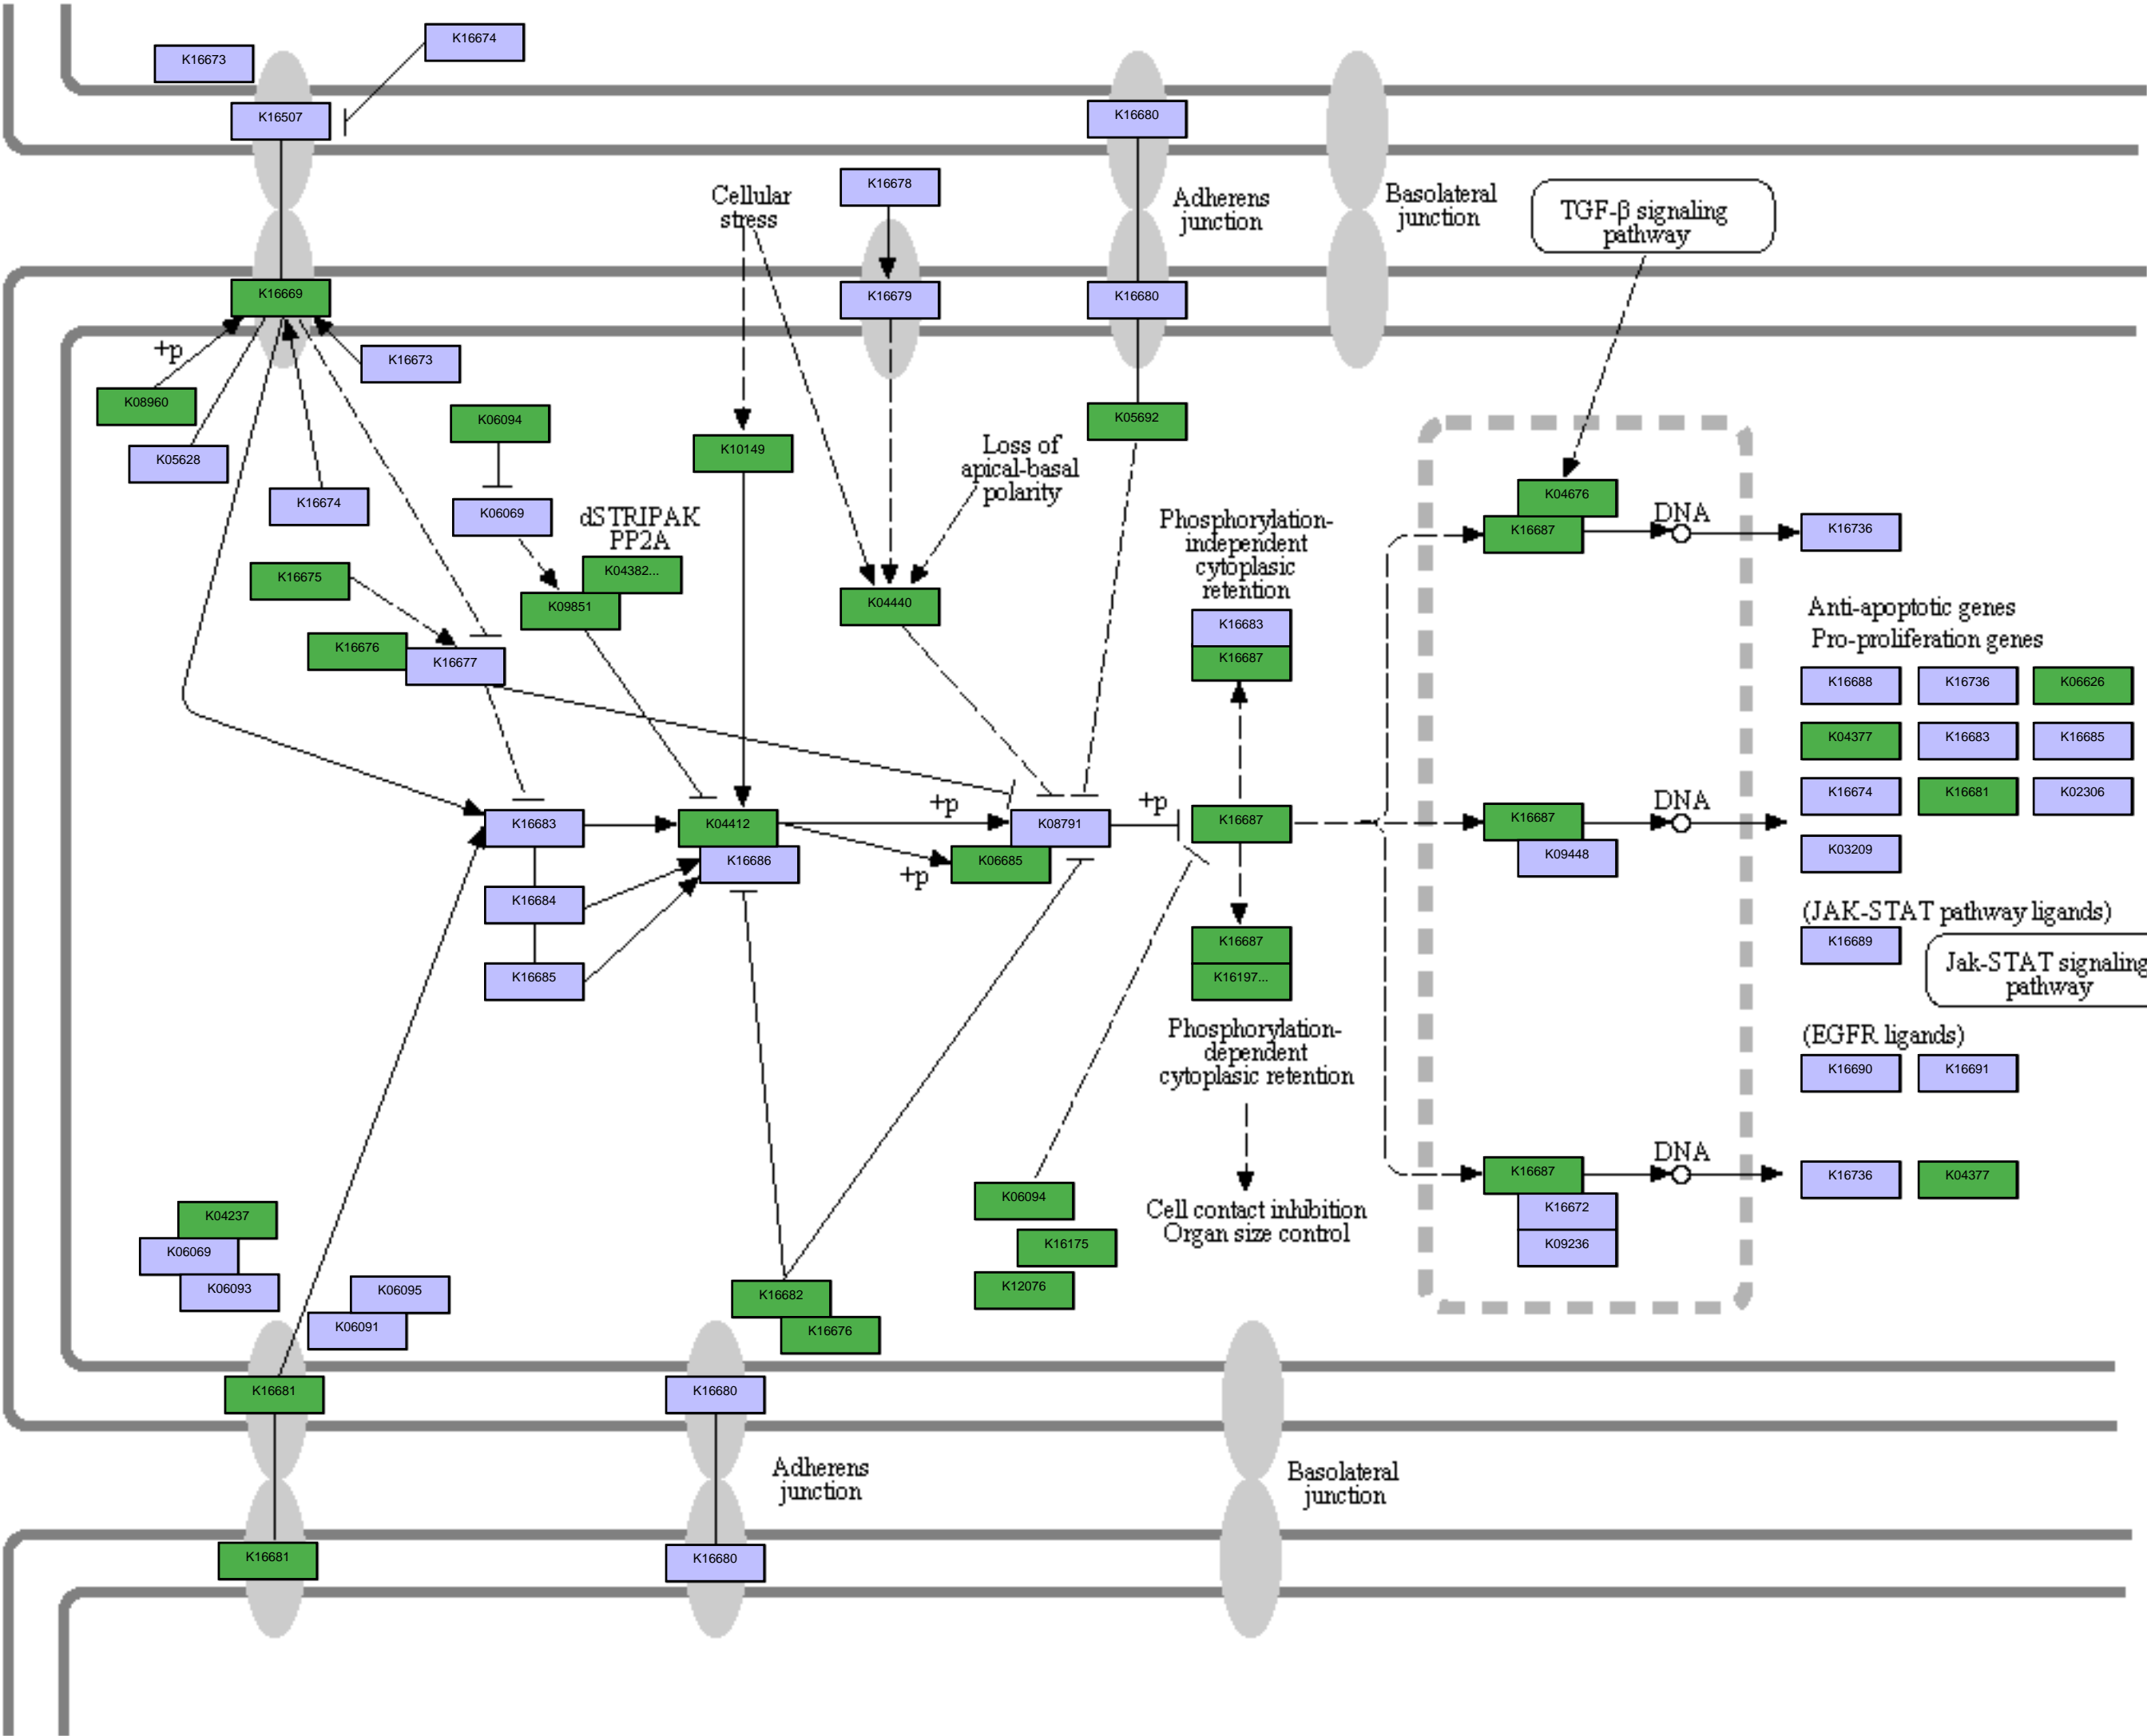 K16674
K16673
K16507
K16680
K16678
Cellular
stress
Adherens
junction
Basolateral
junction
TGF-β signaling
pathway
K16669
K16679
K16680
+p
K16673
K08960
K06094
K05692
K05628
K10149
Loss of
apical-basal
polarity
K16674
K06069
dSTRIPAK
PP2A
K04676
K16687
DNA
K16736
Phosphorylation-
independent
cytoplasic
retention
K16675
K04382...
K09851
K04440
K16676
K16677
K16683
K16687
Anti-apoptotic genes
Pro-proliferation genes
K16688
K16736
K06626
K04377
K16683
K16685
K16674
K16681
K02306
K03209
K16683
K04412
K16686
+p
+p
K08791
K06685
+p
K16687
K16687
K09448
DNA
K16684
K16685
K16687
K16197...
(JAK-STAT pathway ligands)
K16689
Jak-STAT signaling
pathway
Phosphorylation-
dependent
cytoplasic retention
(EGFR ligands)
K16690
K16691
Cell contact inhibition
Organ size control
K16687
K16672
K09236
DNA
K16736
K04377
K04237
K06069
K06093
K06095
K06091
K06094
K16175
K12076
K16682
K16676
K16681
K16680
Adherens
junction
Basolateral
junction
K16681
K16680